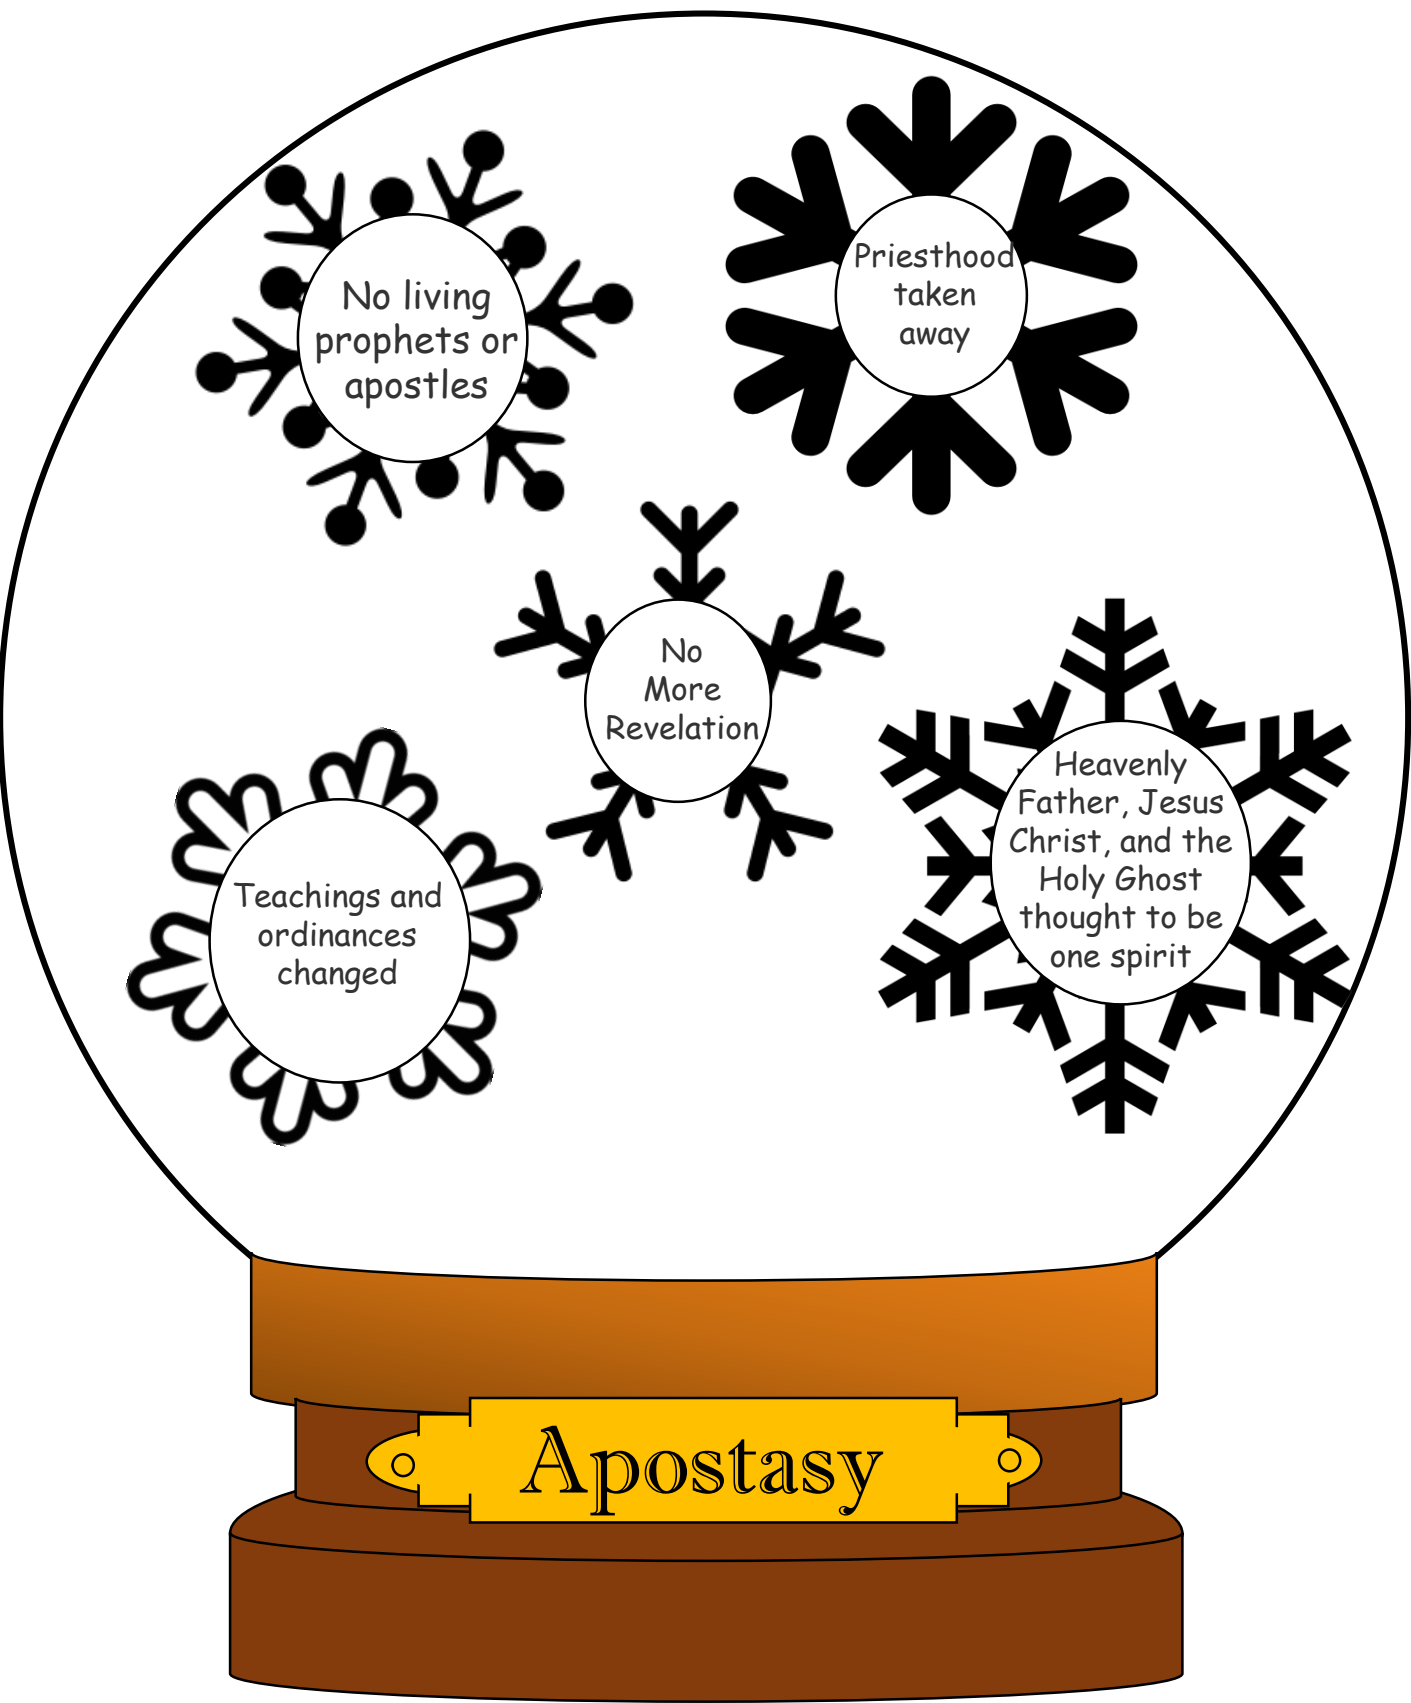 No living
prophets or
apostles
Priesthood
taken
away
No
More
Revelation
Heavenly
Father, Jesus
Christ, and the
Holy Ghost
thought to be
one spirit
Teachings and
ordinances
changed
Apostasy